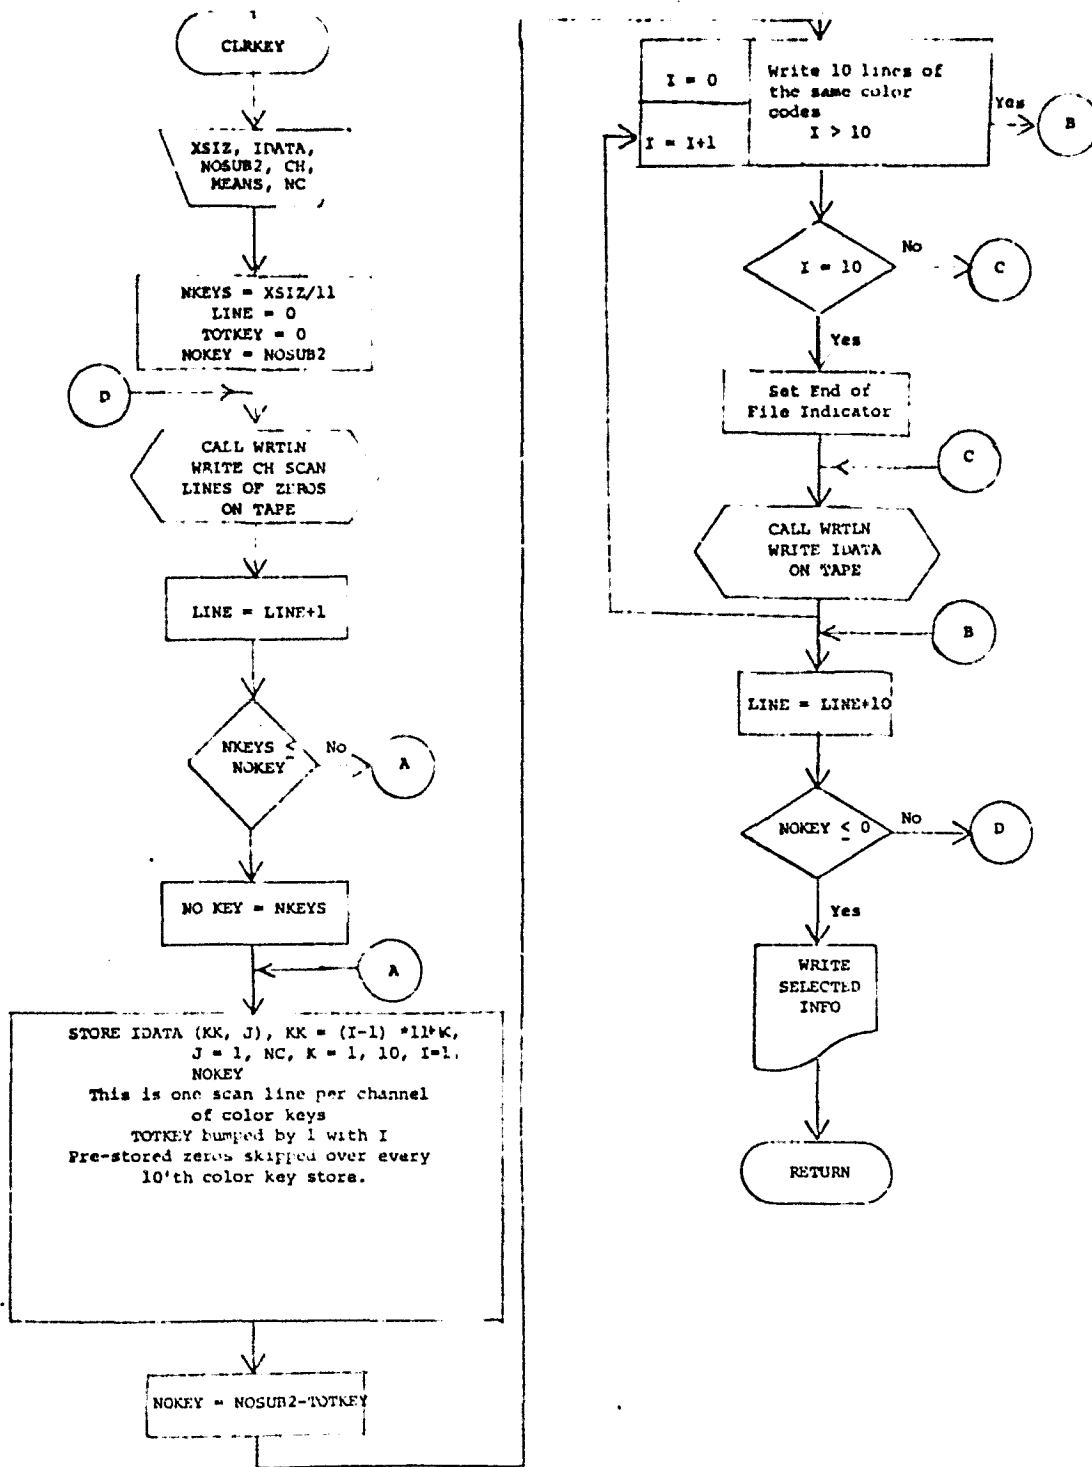 CLRKEY
XSIZ, IDATA,
NOSUB2, CH,
MEANS, NC
NKEYS = XSIZ/11
LINE = 0
TOTKEY = 0
NOKEY = NOSUB2
D
CALL WRTLN
WRITE CH SCAN
LINES OF ZEROS
ON TAPE
LINE = LINE+1
NKEYS ≤
NOKEY
No
A
NO KEY = NKEYS
A
STORE IDATA (KK, J), KK = (I-1) *11+K,
J = 1, NC, K = 1, 10, I=1,
NOKEY
This is one scan line per channel
of color keys
TOTKEY bumped by 1 with I
Pre-stored zeros skipped over every
10'th color key store.
NOKEY = NOSUB2-TOTKEY
I = 0
I = I+1
Write 10 lines of
the same color
codes
I > 10
Yes
B
I = 10
No
C
Yes
Set End of
File Indicator
C
CALL WRTLN
WRITE IDATA
ON TAPE
B
LINE = LINE+10
NOKEY ≤ 0
No
D
Yes
WRITE
SELECTED
INFO
RETURN